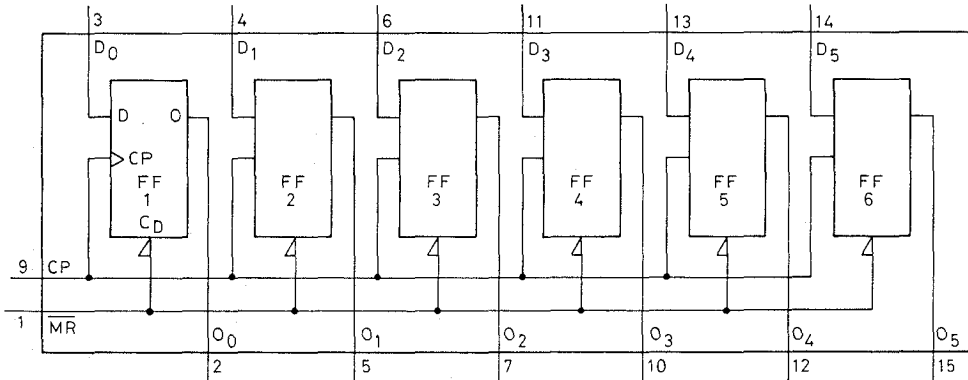 3 4 6 11 13 14
D0 D1 D2 D3 D4 D5
D O
CP
FF FF FF FF FF FF
1 2 3 4 5 6
CD
9 CP
1 MR
O0 O1 O2 O3 O4 O5
2 5 7 10 12 15